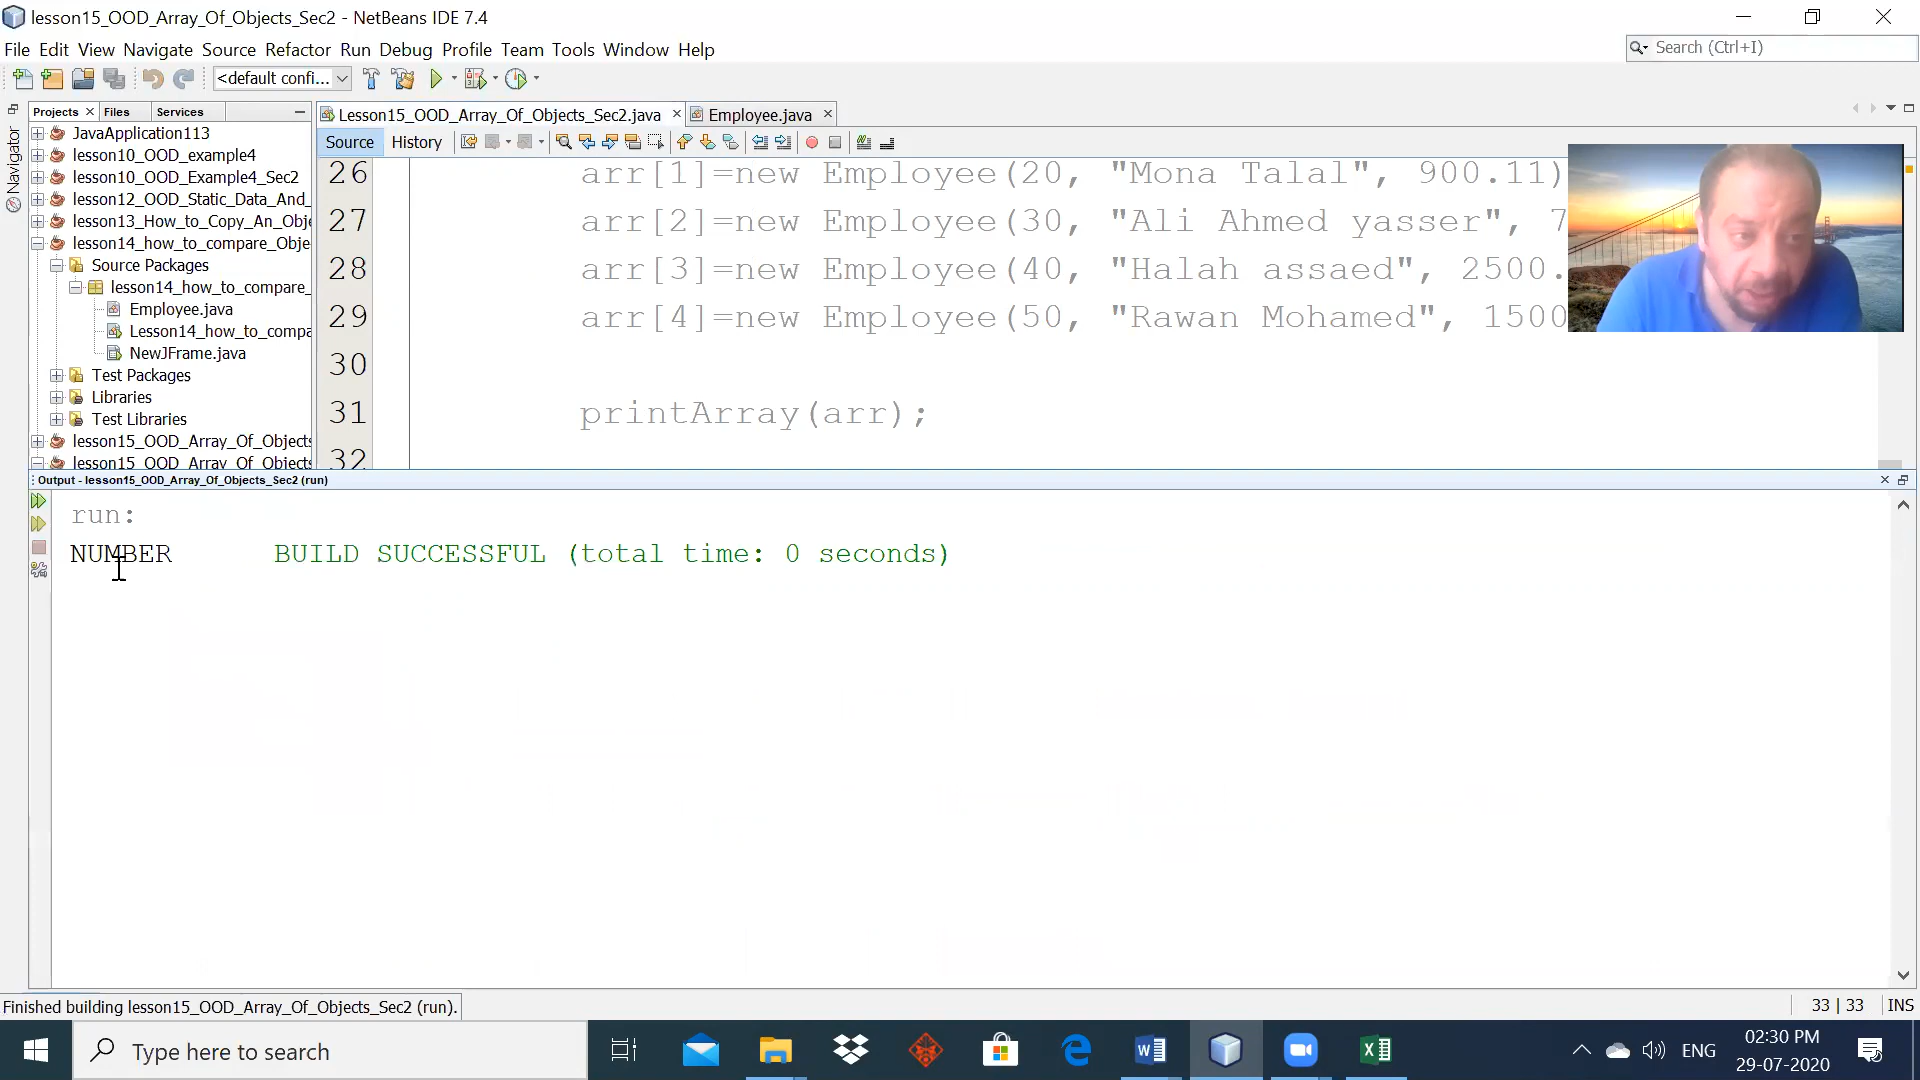 lesson15_OOD_Array_Of_Objects_Sec2 - NetBeans IDE 7.4
File Edit View Navigate Source Refactor Run Debug Profile Team Tools Window Help
Search (Ctrl+I)
<default confi...
Projects Files Services
Lesson15_OOD_Array_Of_Objects_Sec2.java Employee.java
Source History
Navigator
JavaApplication113
lesson10_OOD_example4
lesson10_OOD_Example4_Sec2
lesson12_OOD_Static_Data_And_
lesson13_How_to_Copy_An_Obje
lesson14_how_to_compare_Obje
Source Packages
lesson14_how_to_compare_
Employee.java
Lesson14_how_to_compa
NewJFrame.java
Test Packages
Libraries
Test Libraries
lesson15_OOD_Array_Of_Objects
lesson15_OOD_Array_Of_Objects
26 arr[1]=new Employee(20, "Mona Talal", 900.11)
27 arr[2]=new Employee(30, "Ali Ahmed yasser", 7
28 arr[3]=new Employee(40, "Halah assaed", 2500.
29 arr[4]=new Employee(50, "Rawan Mohamed", 1500
30
31 printArray(arr);
32
Output - lesson15_OOD_Array_Of_Objects_Sec2 (run)
run:
NUMBER BUILD SUCCESSFUL (total time: 0 seconds)
Finished building lesson15_OOD_Array_Of_Objects_Sec2 (run).
33 | 33 INS
Type here to search
ENG
02:30 PM
29-07-2020